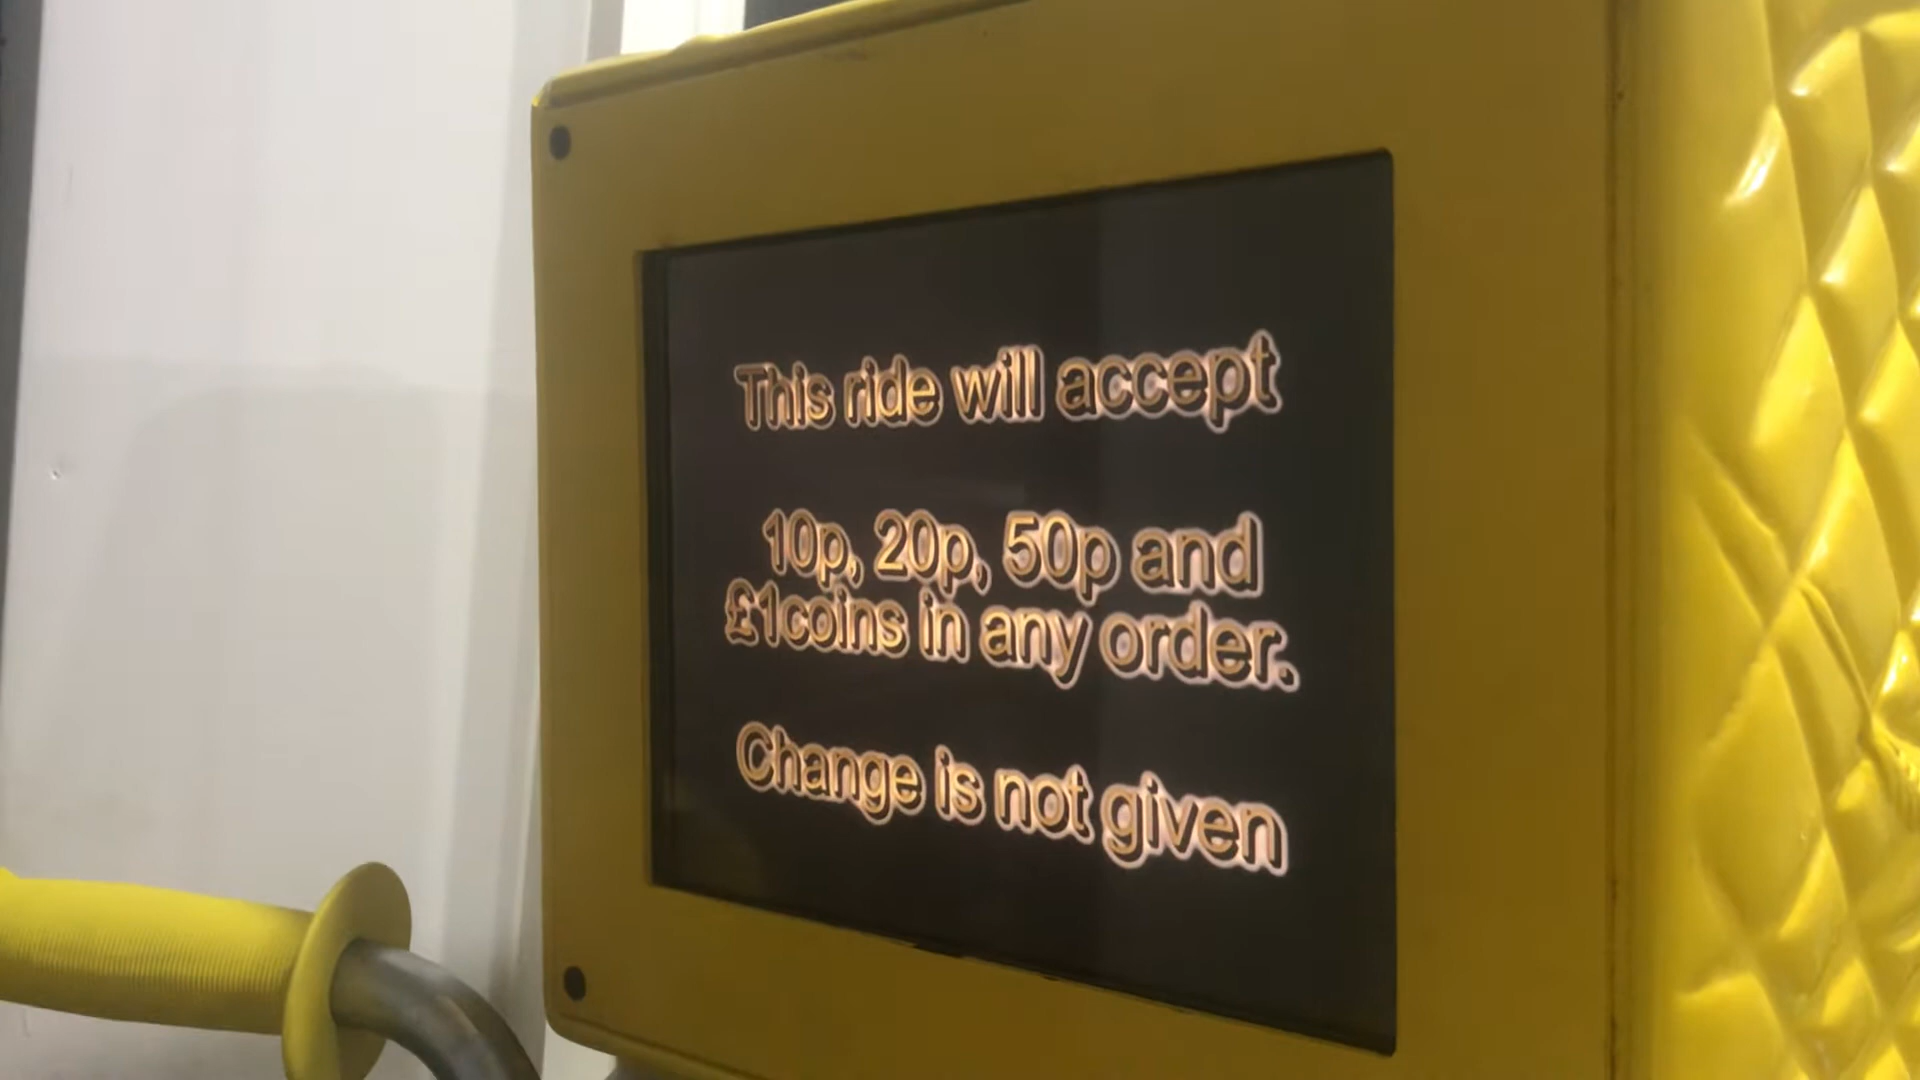 This ride will accept
10p, 20p, 50p and
£1coins in any order.
Change is not given